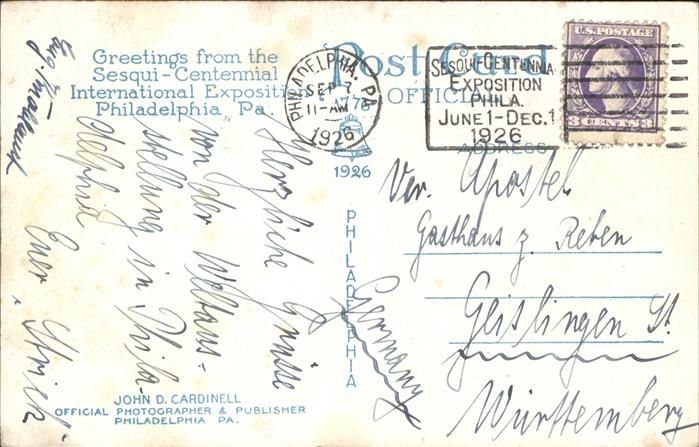 Greetings from the
Sesqui-Centennial
International Exposition
Philadelphia Pa.
Post Card
OFFICIAL
PHILADELPHIA, PA.
SEP 7
11-AM
1926
SESQUI-CENTENNIAL
EXPOSITION
PHILA.
JUNE 1-DEC. 1
1926
U.S. POSTAGE
3 CENTS 3
1776
1926
PHILADELPHIA
ADDRESS
Herzliche Grüsse
von der Weltaus-
stellung in Phila-
delphia
Euer
Ver. Apostel
Gasthaus z. Reben
Geislingen St.
Württemberg
Germany
JOHN D. CARDINELL
OFFICIAL PHOTOGRAPHER & PUBLISHER
PHILADELPHIA PA.